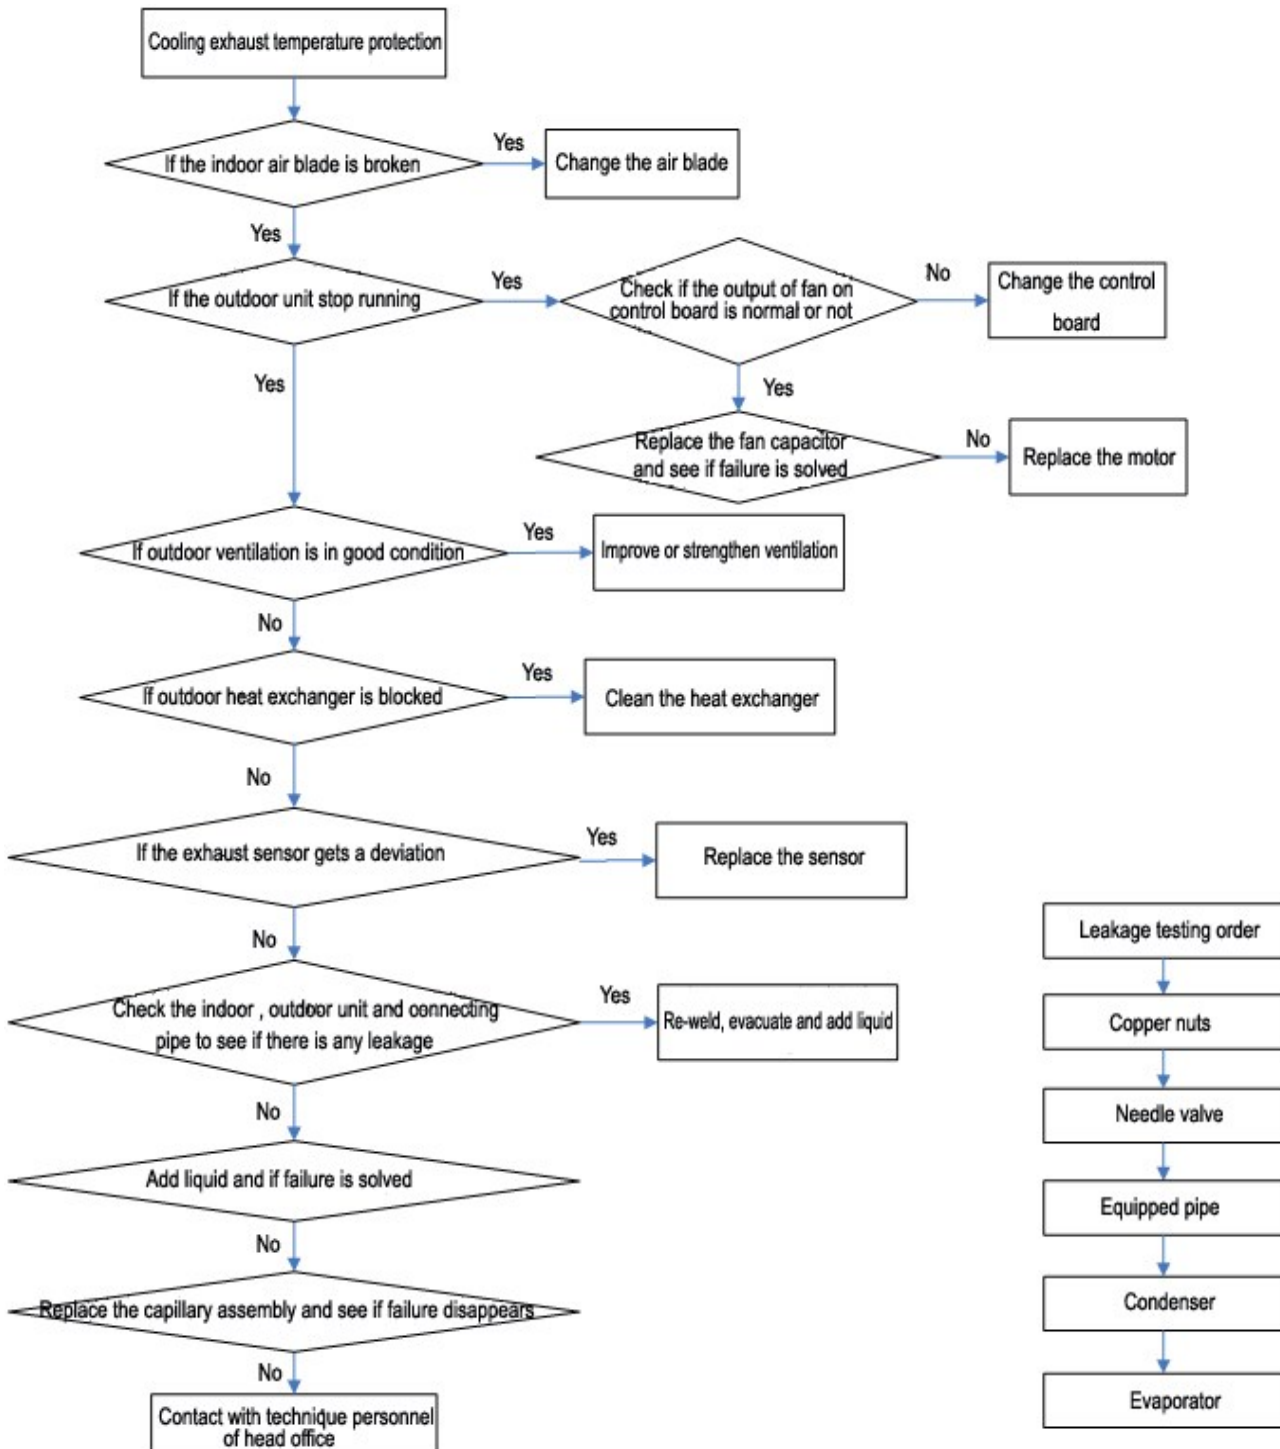 Cooling exhaust temperature protection
If the indoor air blade is broken
Yes
Change the air blade
Yes
If the outdoor unit stop running
Yes
Check if the output of fan on
control board is normal or not
No
Change the control
board
Yes
Yes
Replace the fan capacitor
and see if failure is solved
No
Replace the motor
If outdoor ventilation is in good condition
Yes
Improve or strengthen ventilation
No
If outdoor heat exchanger is blocked
Yes
Clean the heat exchanger
No
If the exhaust sensor gets a deviation
Yes
Replace the sensor
No
Check the indoor , outdoor unit and connecting
pipe to see if there is any leakage
Yes
Re-weld, evacuate and add liquid
No
Add liquid and if failure is solved
No
Replace the capillary assembly and see if failure disappears
No
Contact with technique personnel
of head office
Leakage testing order
Copper nuts
Needle valve
Equipped pipe
Condenser
Evaporator